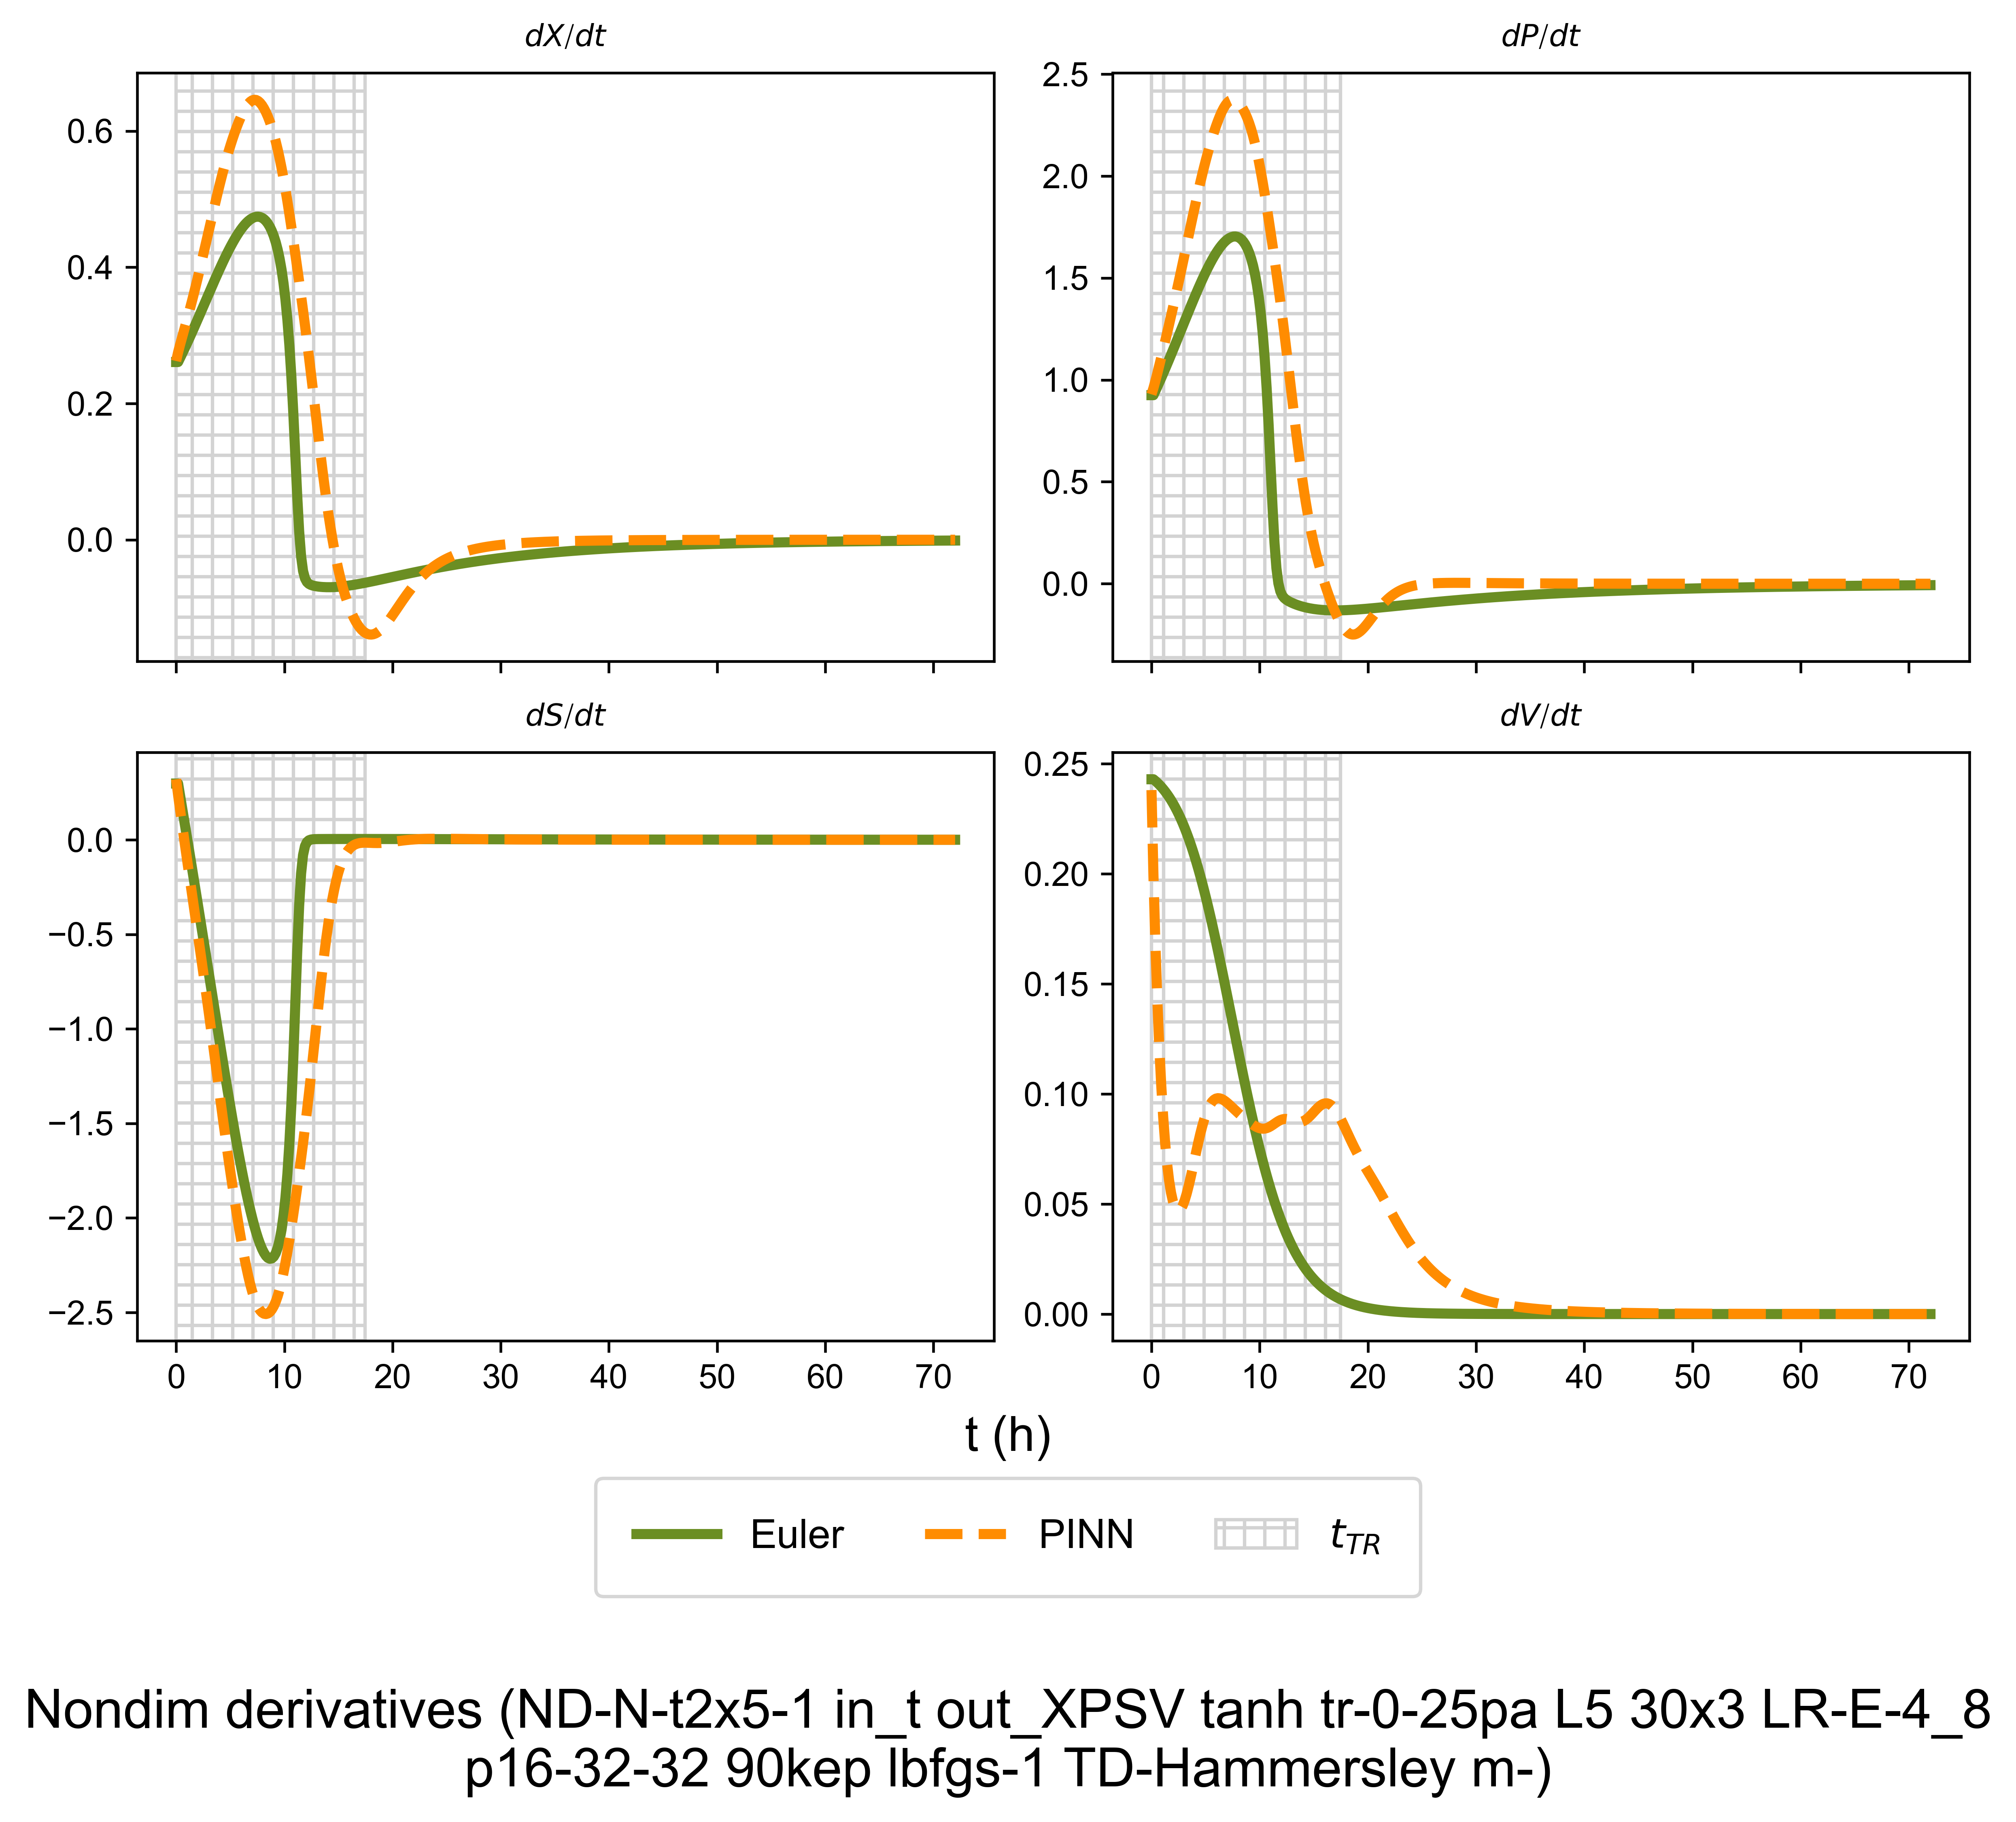 dX/dt
dP/dt
0.6
0.4
0.2
0.0
2.5
2.0
1.5
1.0
0.5
0.0
dS/dt
dV/dt
0.0
−0.5
−1.0
−1.5
−2.0
−2.5
0.25
0.20
0.15
0.10
0.05
0.00
0 10 20 30 40 50 60 70
0 10 20 30 40 50 60 70
t (h)
Euler PINN t_TR
Nondim derivatives (ND-N-t2x5-1 in_t out_XPSV tanh tr-0-25pa L5 30x3 LR-E-4_8
p16-32-32 90kep lbfgs-1 TD-Hammersley m-)